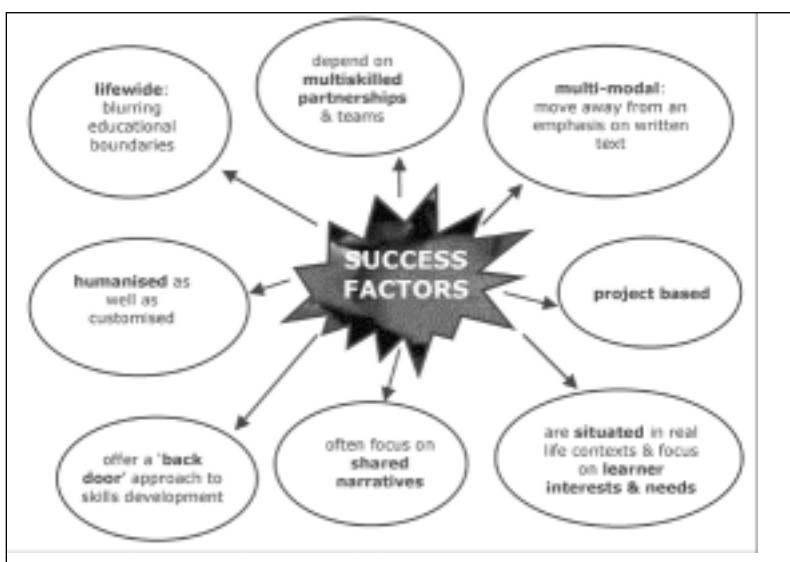 lifewide:
blurring
educational
boundaries
depend on
multiskilled
partnerships
& teams
multi-modal:
move away from an
emphasis on written
text
humanised as
well as
customised
SUCCESS
FACTORS
project based
offer a 'back
door' approach to
skills development
often focus on
shared
narratives
are situated in real
life contexts & focus
on learner
interests & needs